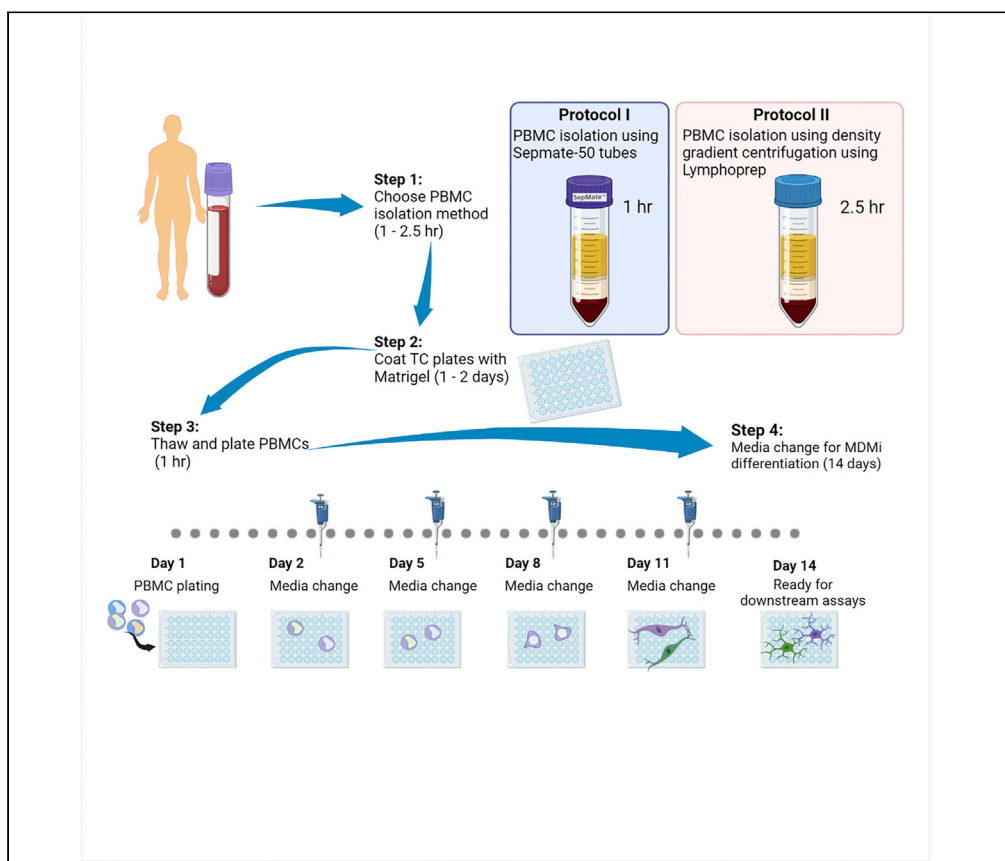 Protocol I
PBMC isolation using
Sepmate-50 tubes
SepMate™
1 hr
Protocol II
PBMC isolation using density
gradient centrifugation using
Lymphoprep
2.5 hr
Step 1:
Choose PBMC
isolation method
(1 - 2.5 hr)
Step 2:
Coat TC plates with
Matrigel (1 - 2 days)
Step 3:
Thaw and plate PBMCs
(1 hr)
Step 4:
Media change for MDMi
differentiation (14 days)
Day 1
PBMC plating
Day 2
Media change
Day 5
Media change
Day 8
Media change
Day 11
Media change
Day 14
Ready for
downstream assays